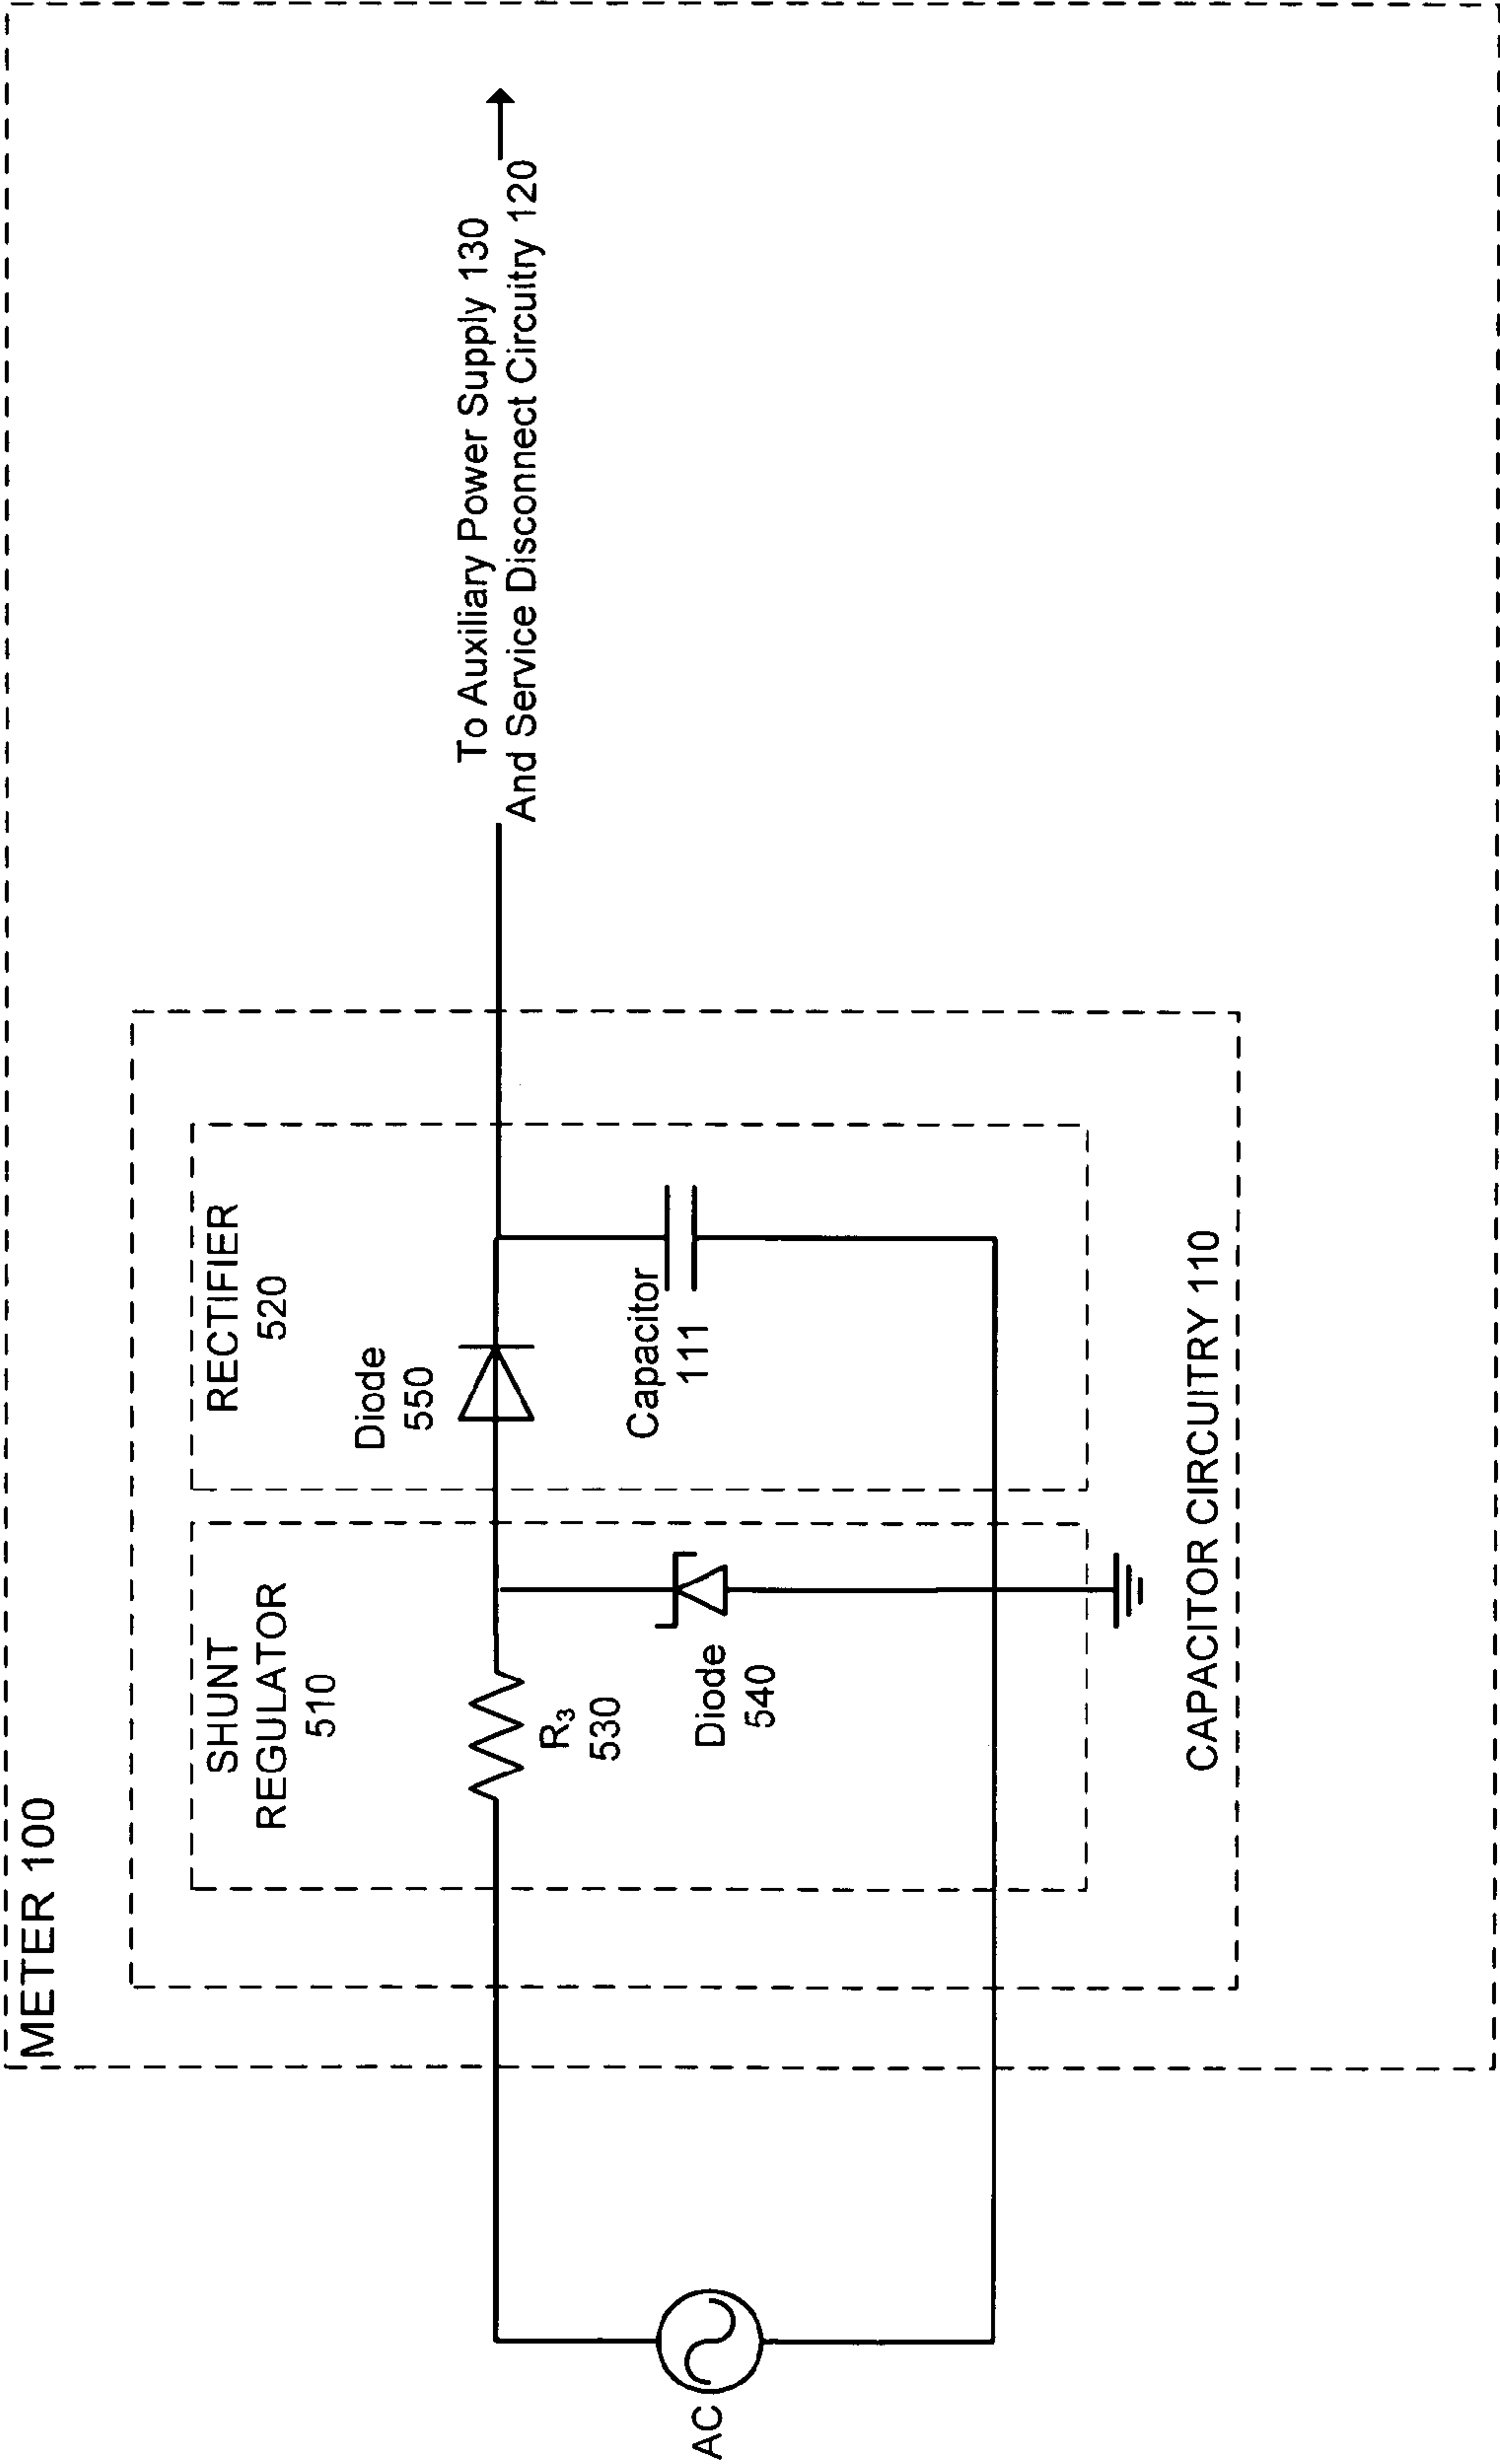 METER 100
SHUNT
REGULATOR
510
RECTIFIER
520
Diode
550
R₃
530
Diode
540
Capacitor
111
AC
To Auxiliary Power Supply 130
And Service Disconnect Circuitry 120
CAPACITOR CIRCUITRY 110